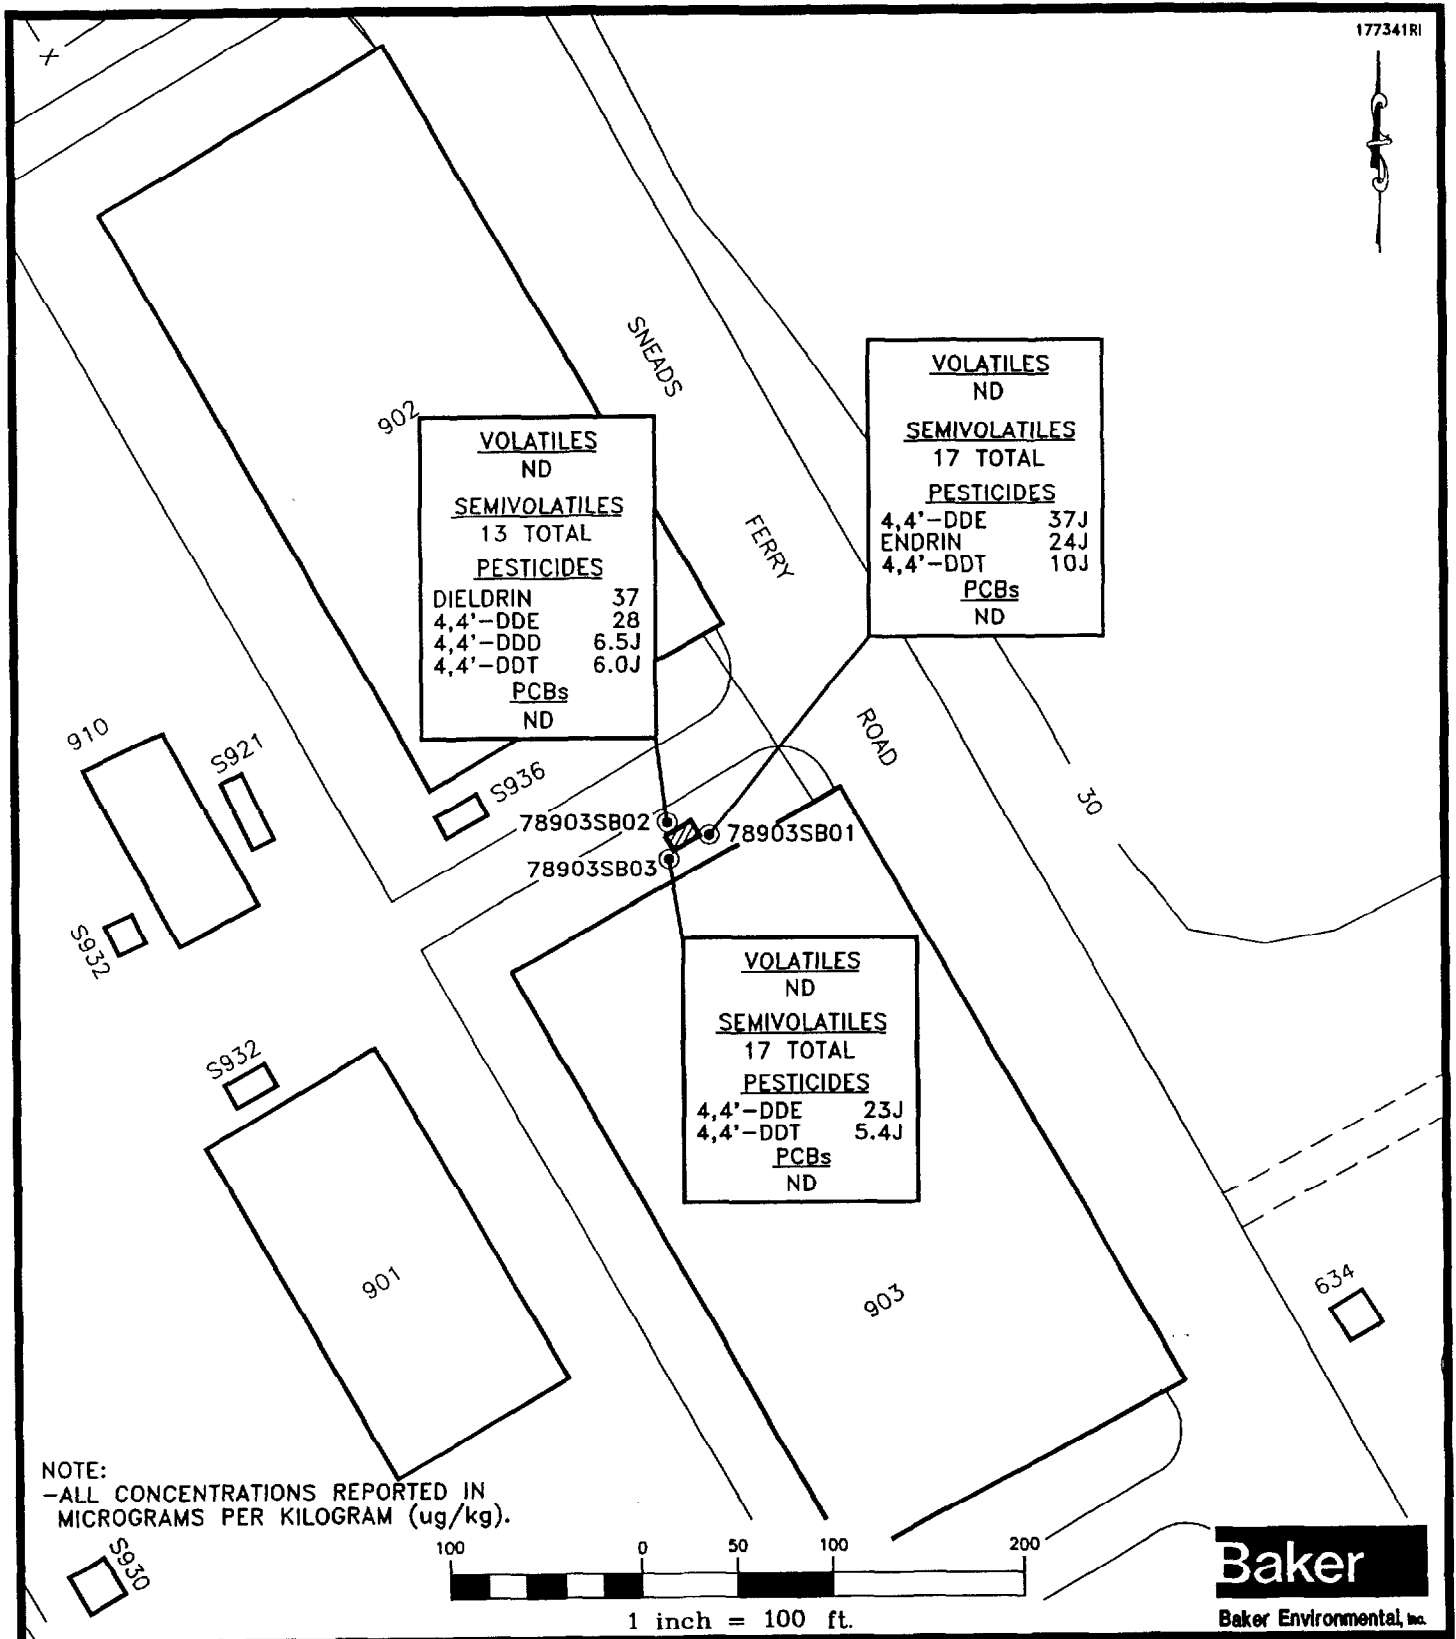 177341RI
SNEADS
FERRY
ROAD
902
VOLATILES
ND
SEMIVOLATILES
13 TOTAL
PESTICIDES
DIELDRIN 37
4,4'-DDE 28
4,4'-DDD 6.5J
4,4'-DDT 6.0J
PCBs
ND
VOLATILES
ND
SEMIVOLATILES
17 TOTAL
PESTICIDES
4,4'-DDE 37J
ENDRIN 24J
4,4'-DDT 10J
PCBs
ND
910
S921
S936
78903SB02
78903SB01
78903SB03
30
S932
VOLATILES
ND
SEMIVOLATILES
17 TOTAL
PESTICIDES
4,4'-DDE 23J
4,4'-DDT 5.4J
PCBs
ND
S932
901
903
634
NOTE:
-ALL CONCENTRATIONS REPORTED IN
MICROGRAMS PER KILOGRAM (ug/kg).
S930
100 0 50 100 200
1 inch = 100 ft.
Baker
Baker Environmental, Inc.